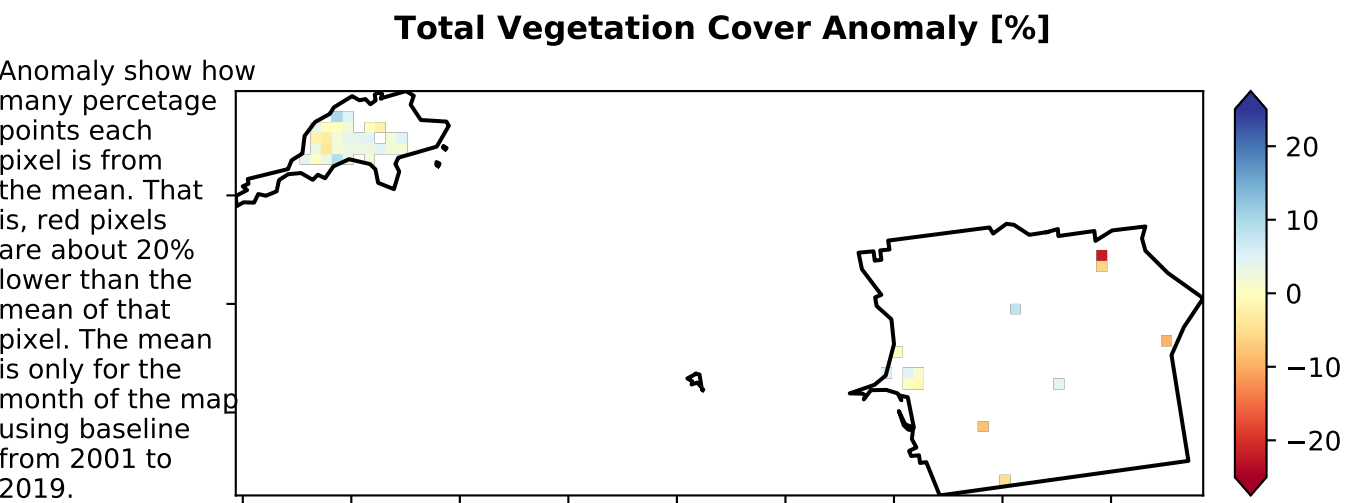 Total Vegetation Cover Anomaly [%]
Anomaly show how
many percetage
points each
pixel is from
the mean. That
is, red pixels
are about 20%
lower than the
mean of that
pixel. The mean
is only for the
month of the map
using baseline
from 2001 to
2019.
20
10
0
−10
−20